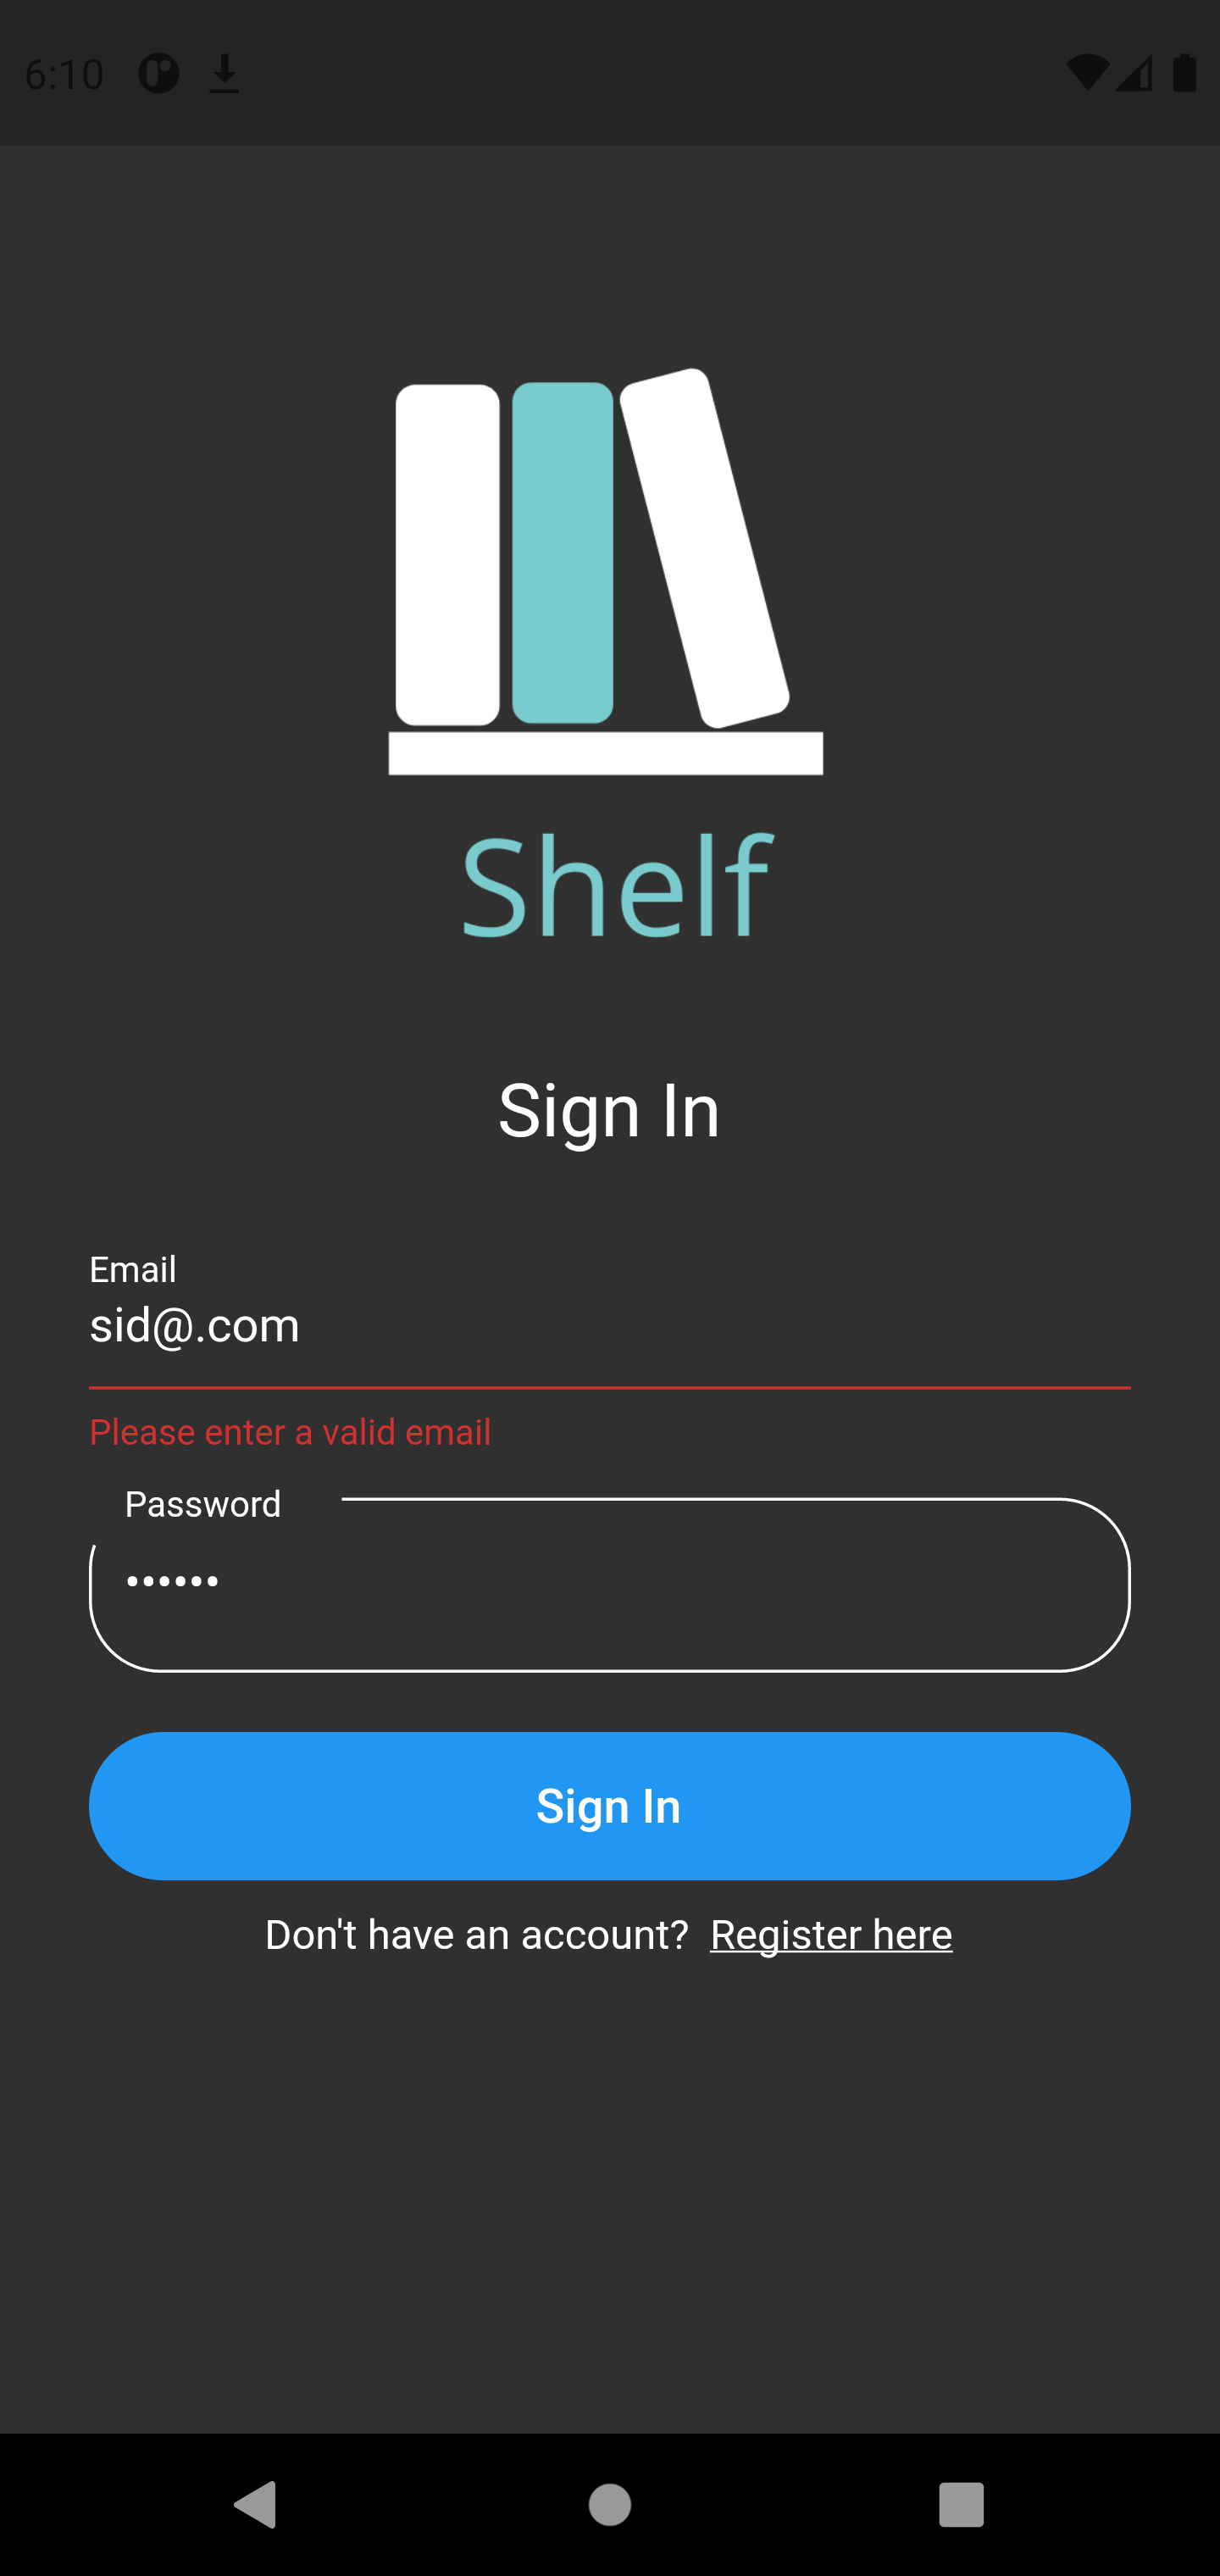 6:10
Shelf
Sign In
Email
sid@.com
Please enter a valid email
Password
••••••
Sign In
Don't have an account? Register here